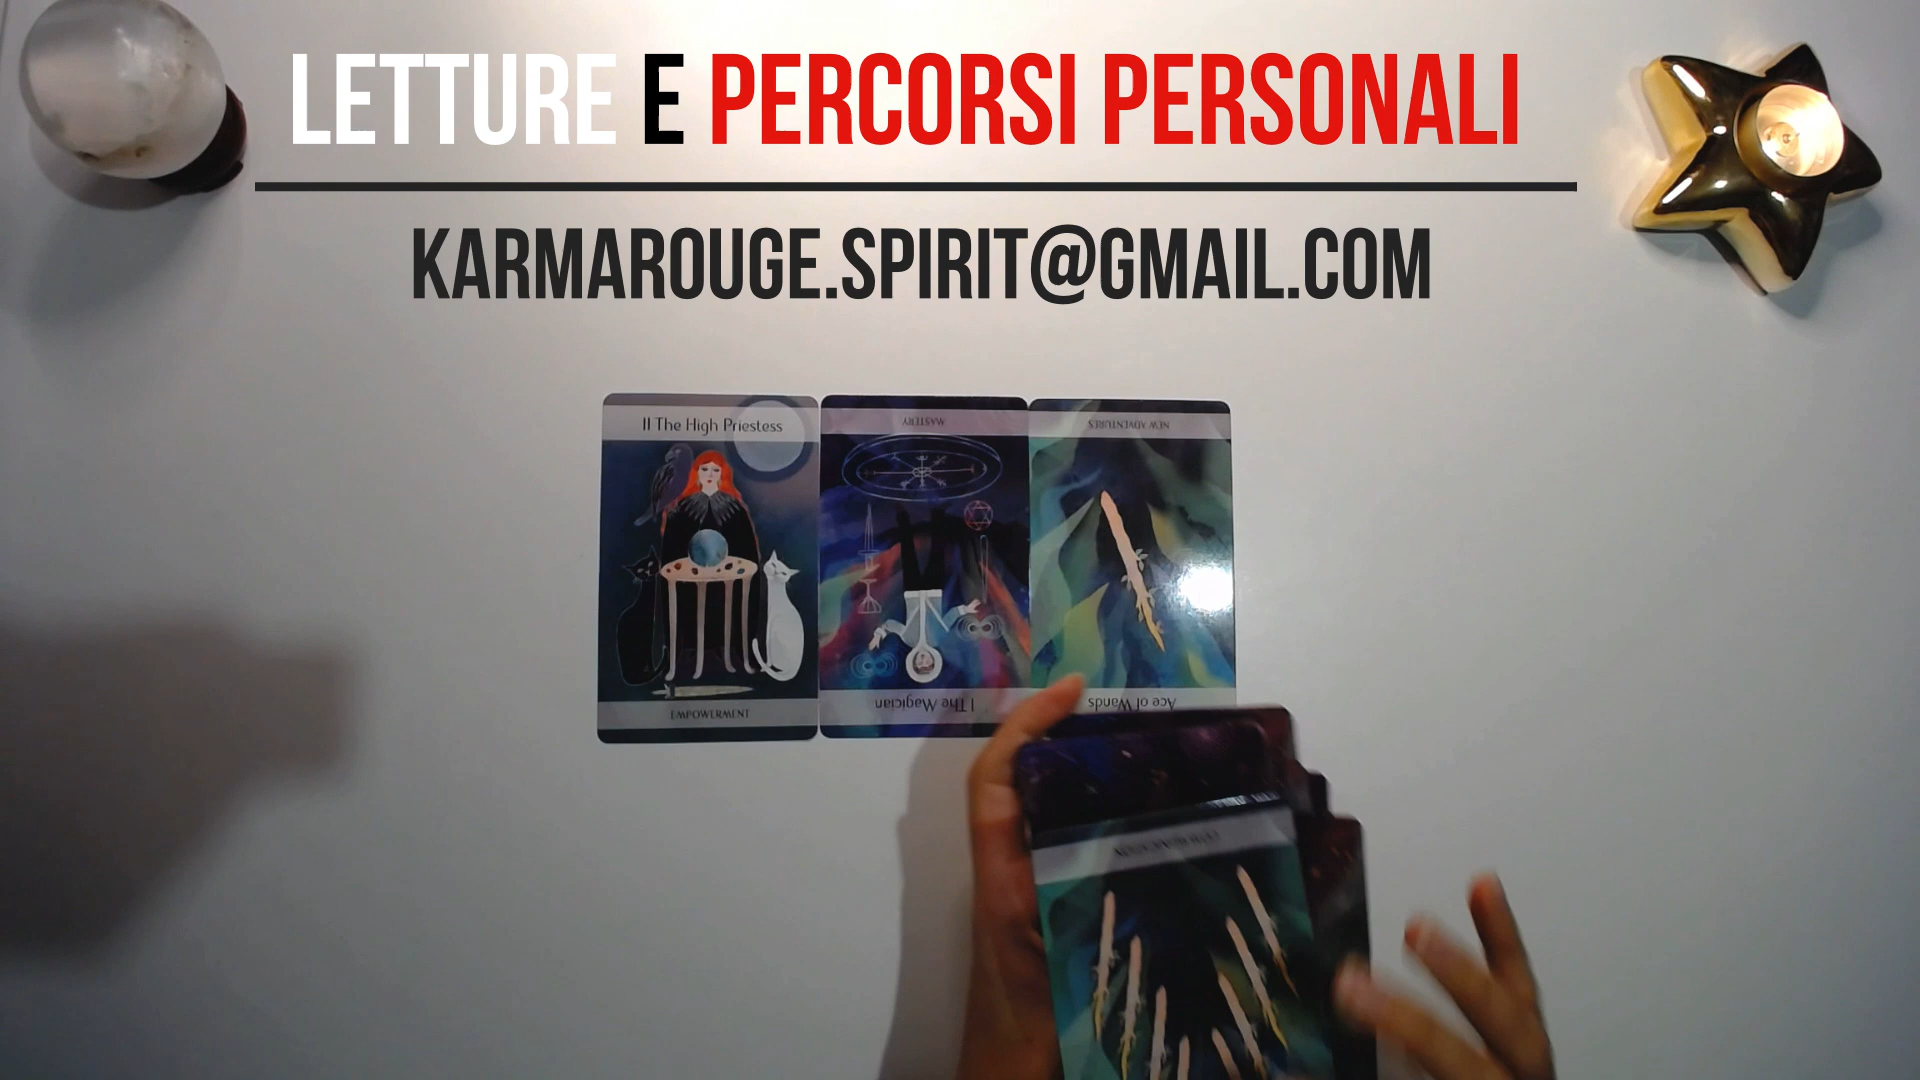 LETTURE E PERCORSI PERSONALI
KARMAROUGE.SPIRIT@GMAIL.COM
II The High Priestess
EMPOWERMENT
MASTERY
I The Magician
NEW ADVENTURES
Ace of Wands